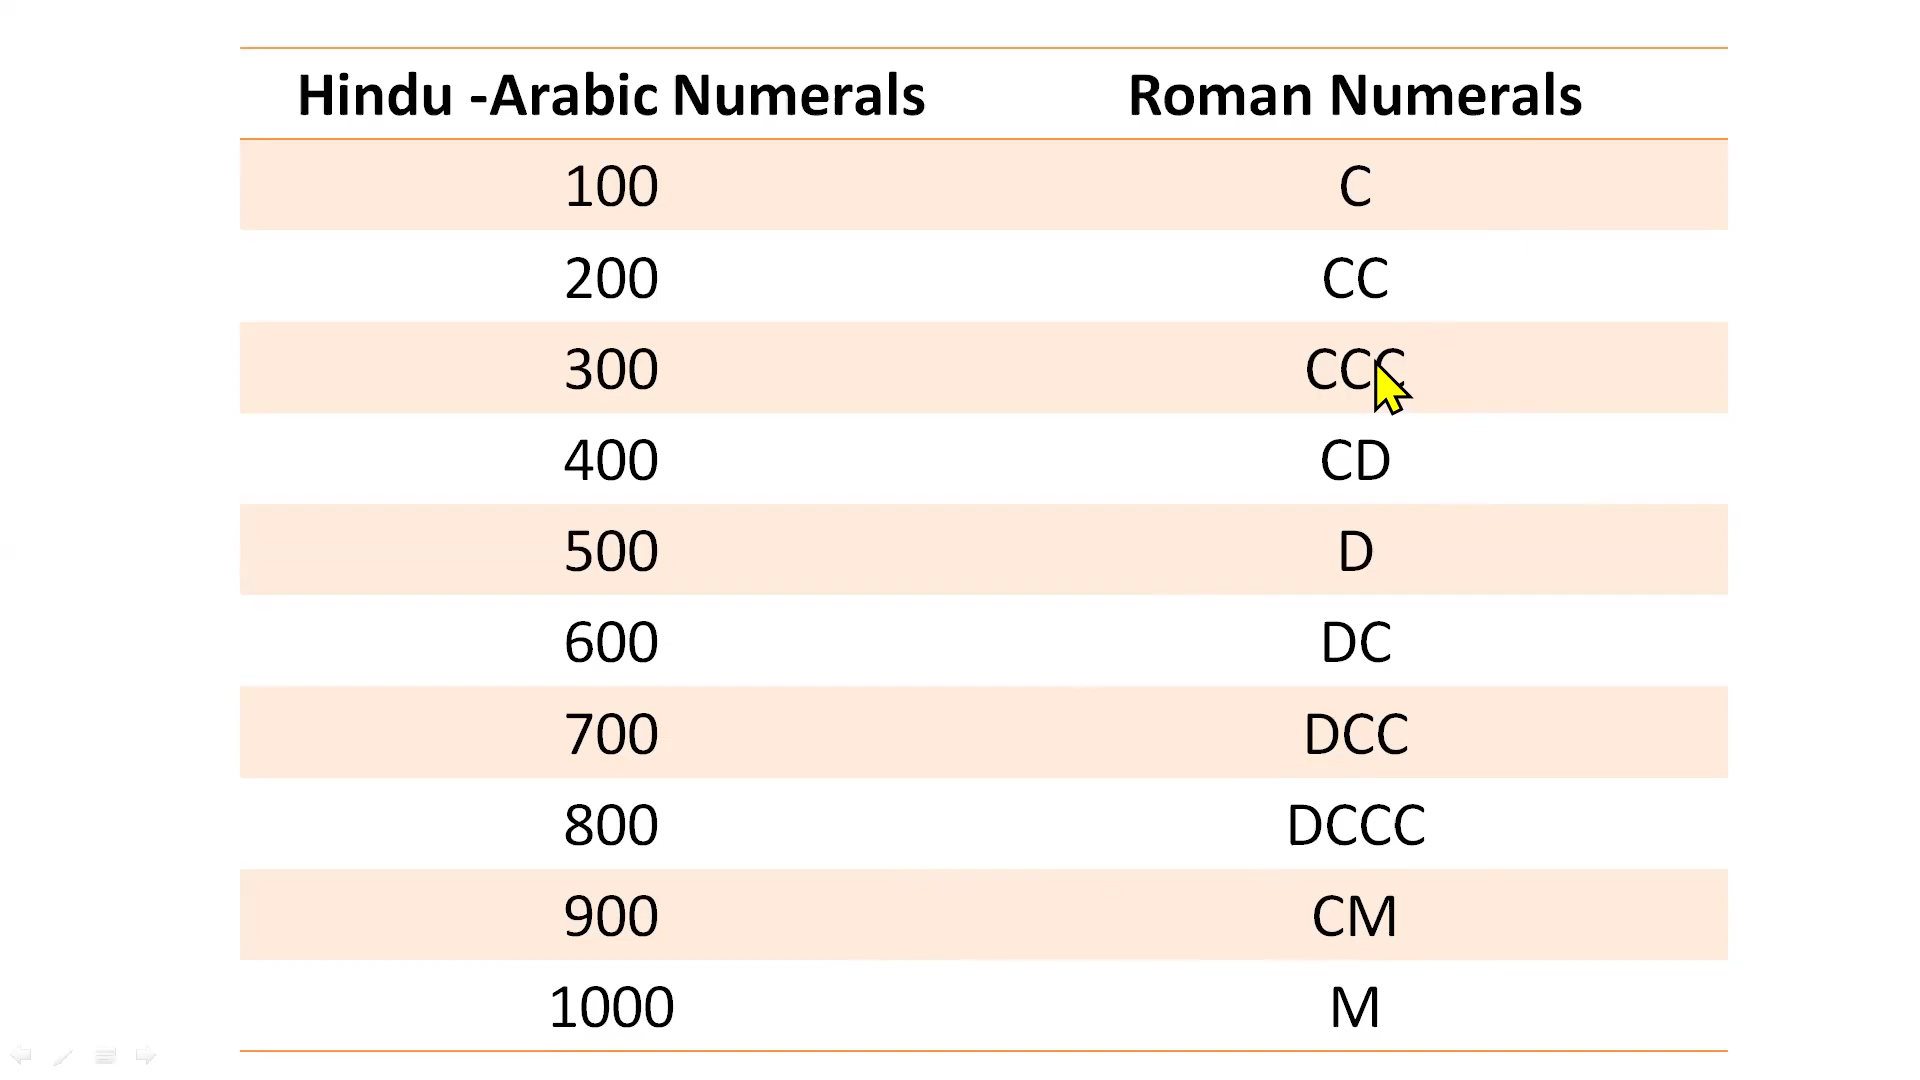 Hindu -Arabic Numerals Roman Numerals
100 C
200 CC
300 CCC
400 CD
500 D
600 DC
700 DCC
800 DCCC
900 CM
1000 M